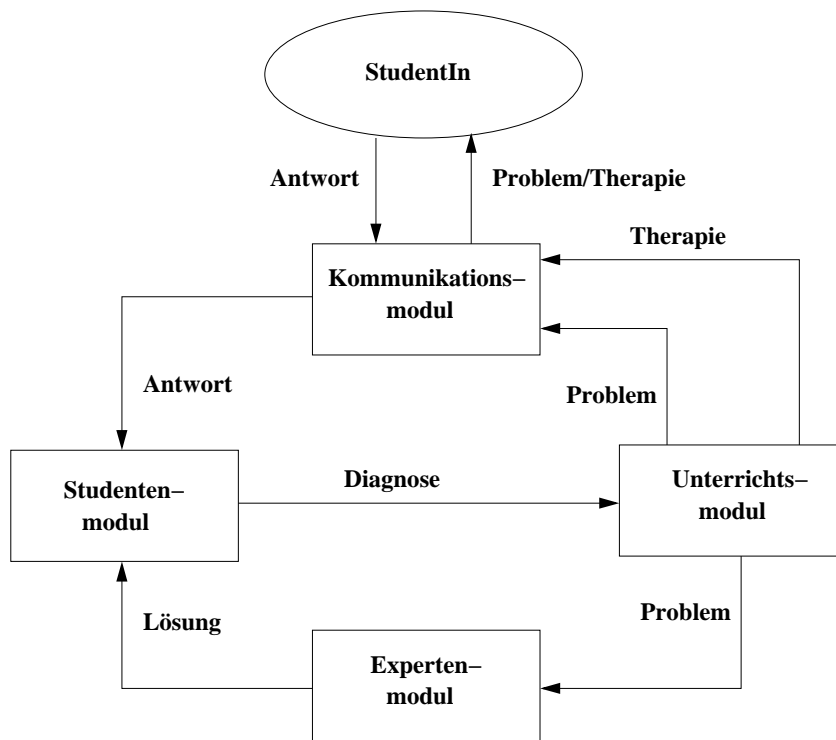 StudentIn
Antwort
Problem/Therapie
Therapie
Kommunikations–
modul
Antwort
Problem
Studenten–
modul
Diagnose
Unterrichts–
modul
Lösung
Problem
Experten–
modul